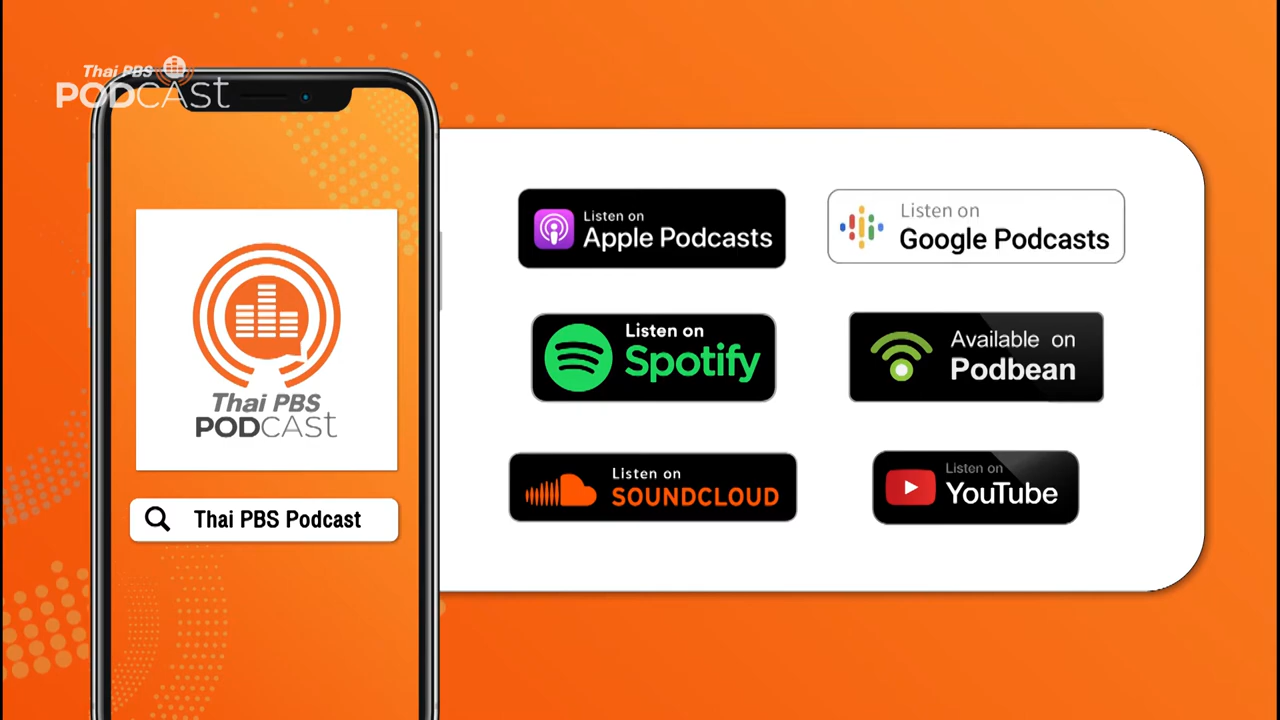 Thai PBS
PODCAST
Thai PBS
PODCAST
Thai PBS Podcast
Listen on
Apple Podcasts
Listen on
Google Podcasts
Listen on
Spotify
Available on
Podbean
Listen on
SOUNDCLOUD
Listen on
YouTube